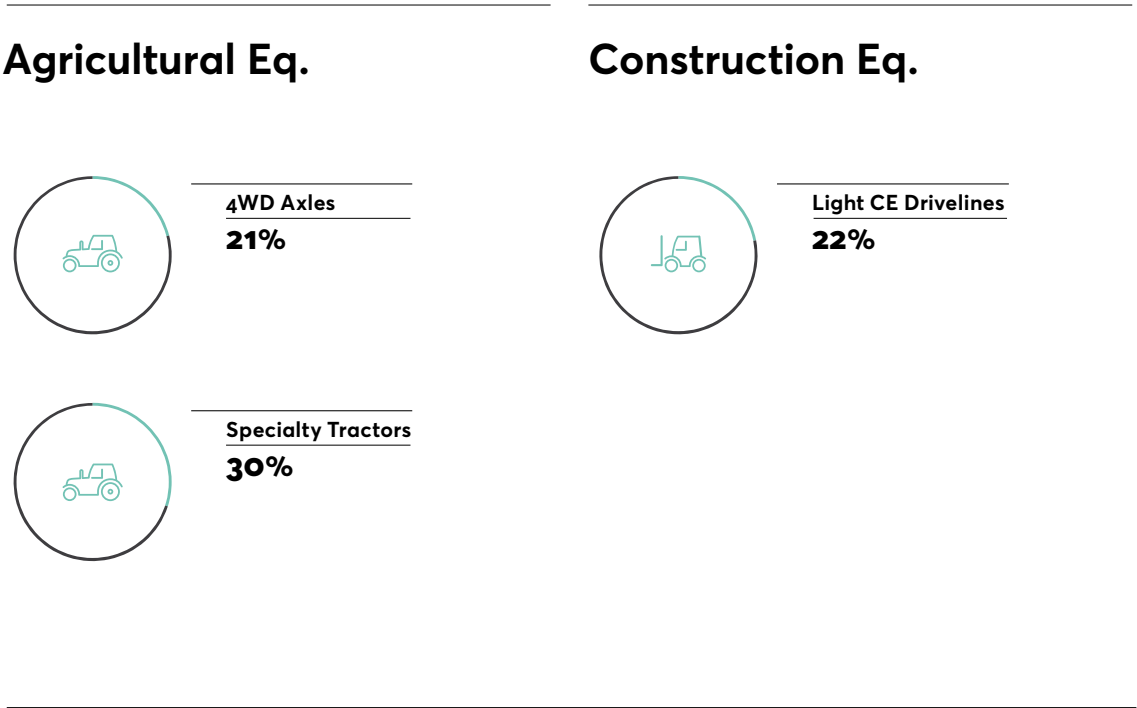 Agricultural Eq.
4WD Axles
21%
Specialty Tractors
30%
Construction Eq.
Light CE Drivelines
22%